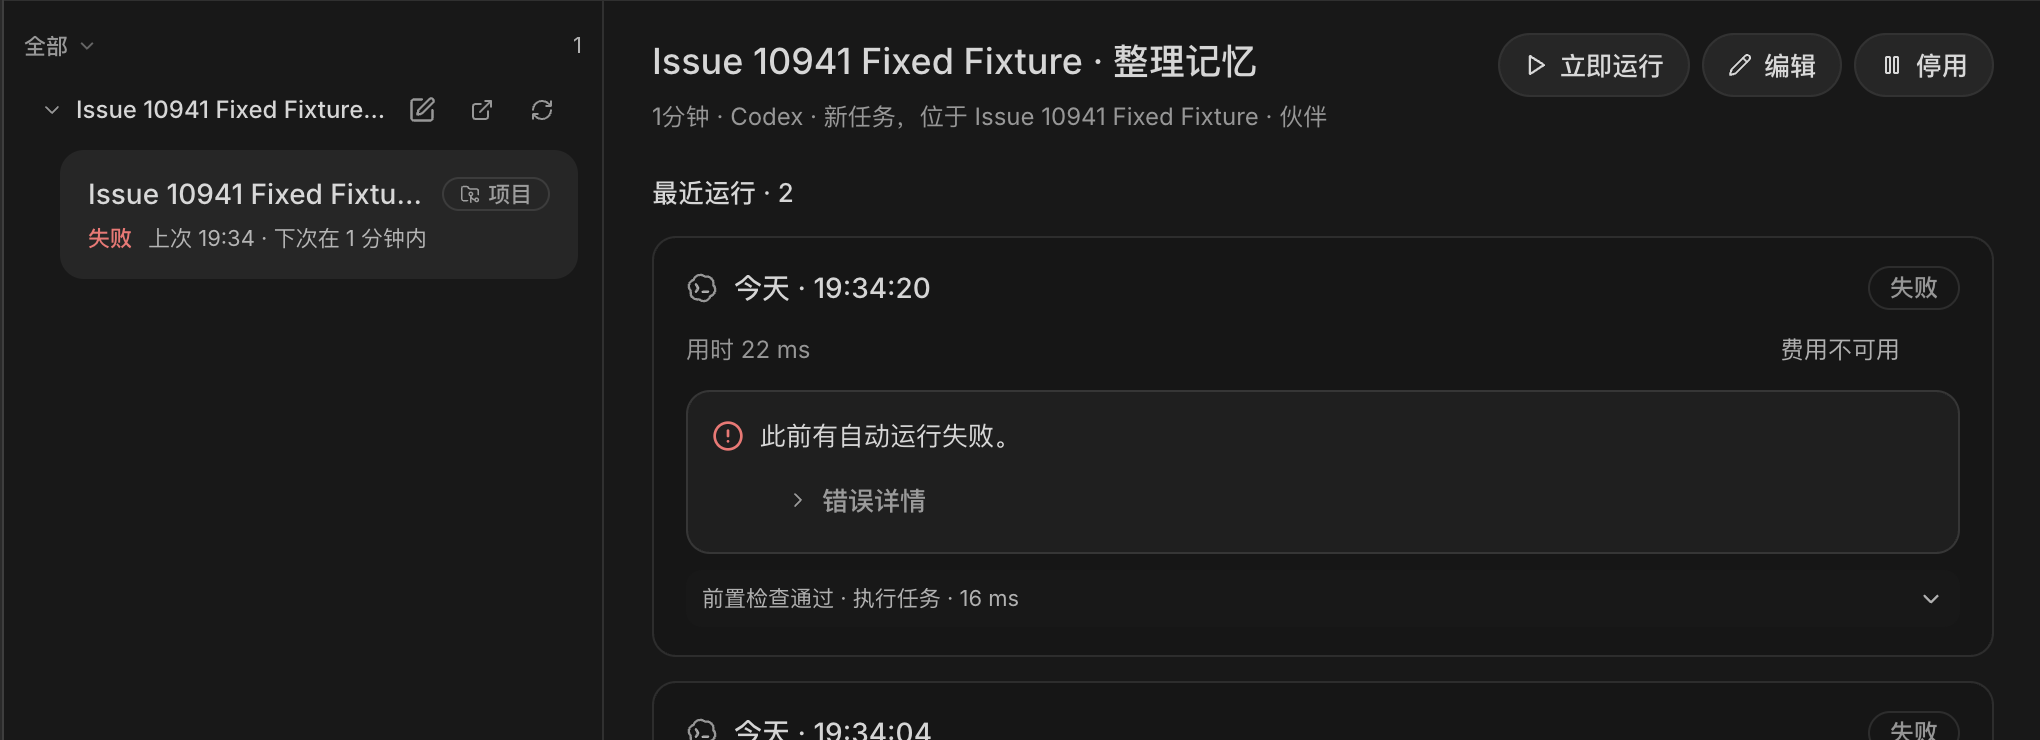 全部
1
Issue 10941 Fixed Fixture...
Issue 10941 Fixed Fixtu...
项目
失败 上次 19:34 · 下次在 1 分钟内
Issue 10941 Fixed Fixture · 整理记忆
立即运行
编辑
停用
1分钟 · Codex · 新任务，位于 Issue 10941 Fixed Fixture · 伙伴
最近运行 · 2
今天 · 19:34:20
失败
用时 22 ms
费用不可用
此前有自动运行失败。
错误详情
前置检查通过 · 执行任务 · 16 ms
今天 · 19:34:04
失败